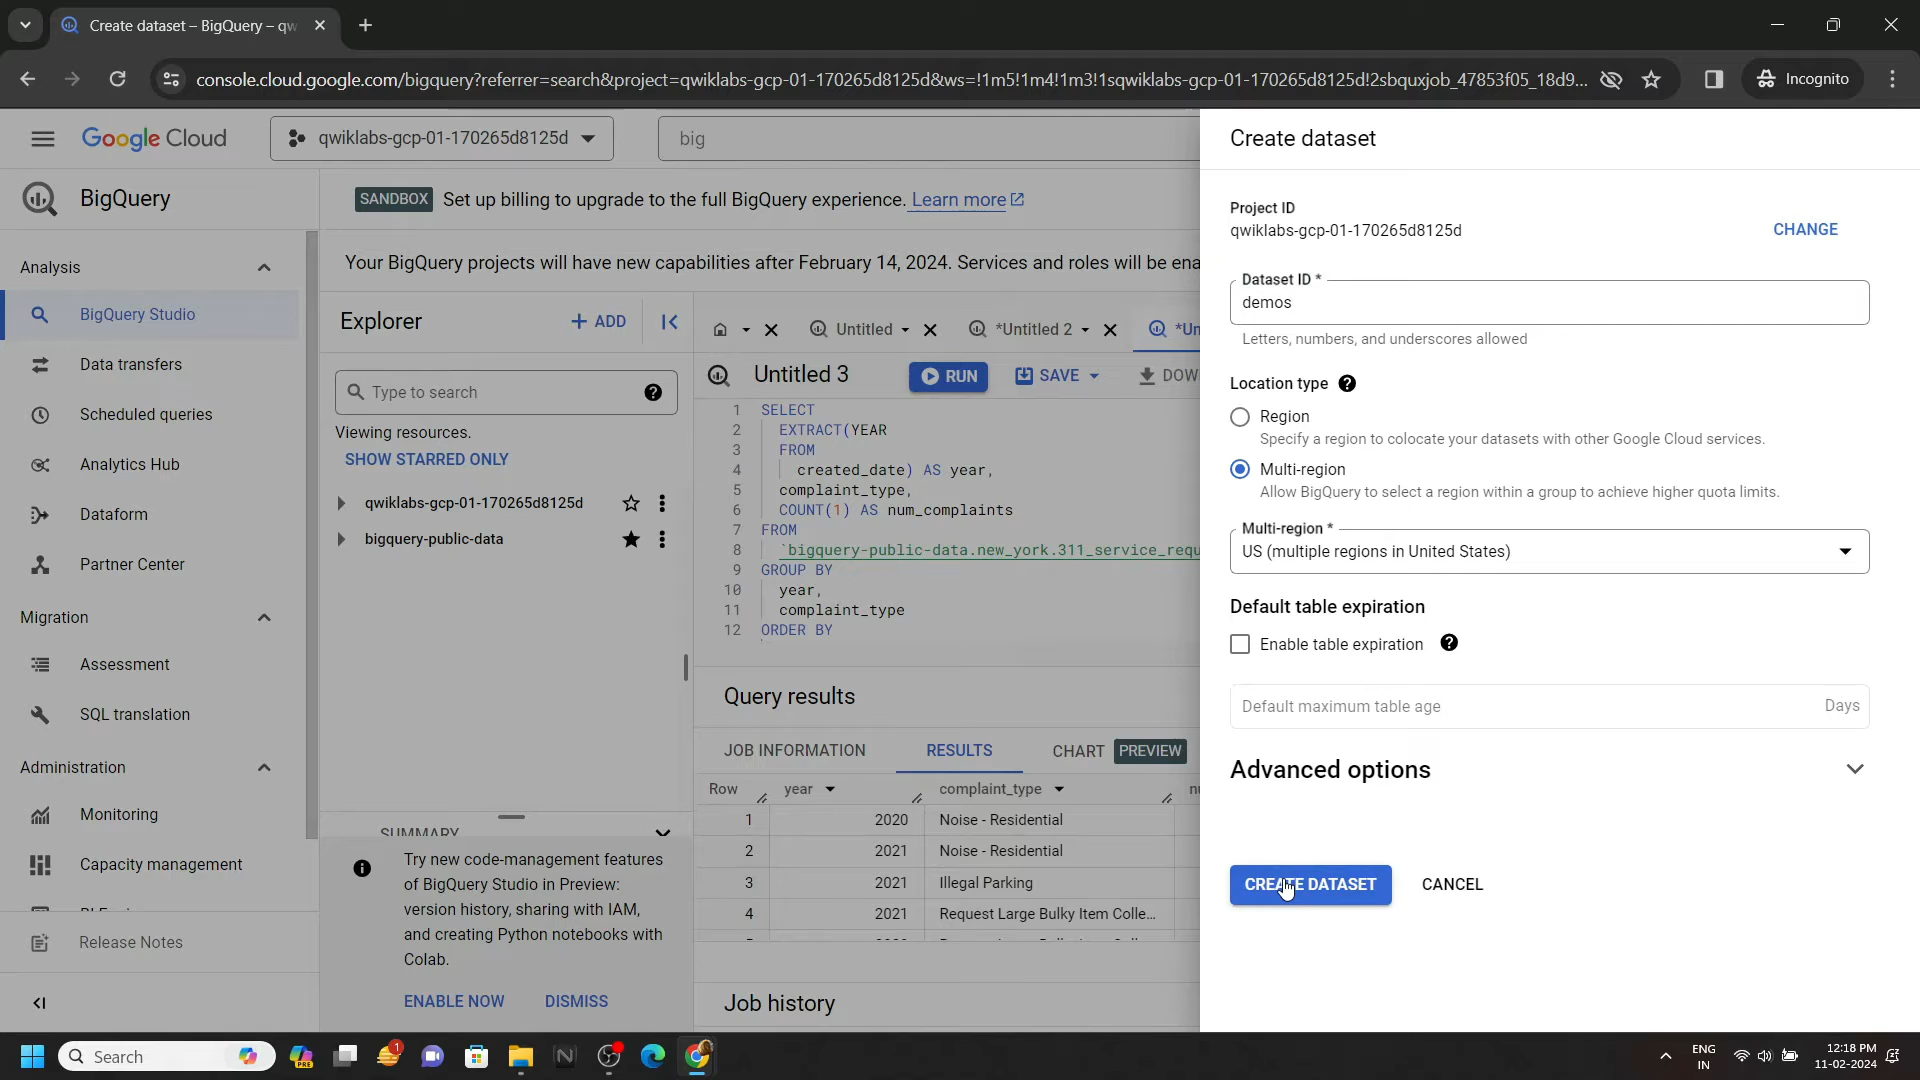 Create dataset – BigQuery – qw
console.cloud.google.com/bigquery?referrer=search&project=qwiklabs-gcp-01-170265d8125d&ws=!1m5!1m4!1m3!1sqwiklabs-gcp-01-170265d8125d!2sbquxjob_47853f05_18d9...
Incognito
Google Cloud
qwiklabs-gcp-01-170265d8125d
big
BigQuery
SANDBOX Set up billing to upgrade to the full BigQuery experience. Learn more
Your BigQuery projects will have new capabilities after February 14, 2024. Services and roles will be ena
Analysis
BigQuery Studio
Data transfers
Scheduled queries
Analytics Hub
Dataform
Partner Center
Migration
Assessment
SQL translation
Administration
Monitoring
Capacity management
Release Notes
Explorer
+ ADD
Type to search
Viewing resources.
SHOW STARRED ONLY
qwiklabs-gcp-01-170265d8125d
bigquery-public-data
SUMMARY
Try new code-management features
of BigQuery Studio in Preview:
version history, sharing with IAM,
and creating Python notebooks with
Colab.
ENABLE NOW DISMISS
Untitled
*Untitled 2
*Un
Untitled 3
RUN
SAVE
DOW
1 SELECT
2 EXTRACT(YEAR
3 FROM
4 created_date) AS year,
5 complaint_type,
6 COUNT(1) AS num_complaints
7 FROM
8 `bigquery-public-data.new_york.311_service_requ
9 GROUP BY
10 year,
11 complaint_type
12 ORDER BY
Query results
JOB INFORMATION RESULTS CHART PREVIEW
Row year complaint_type nu
1 2020 Noise - Residential
2 2021 Noise - Residential
3 2021 Illegal Parking
4 2021 Request Large Bulky Item Colle...
Job history
Create dataset
Project ID
qwiklabs-gcp-01-170265d8125d
CHANGE
Dataset ID *
demos
Letters, numbers, and underscores allowed
Location type
Region
Specify a region to colocate your datasets with other Google Cloud services.
Multi-region
Allow BigQuery to select a region within a group to achieve higher quota limits.
Multi-region *
US (multiple regions in United States)
Default table expiration
Enable table expiration
Default maximum table age Days
Advanced options
CREATE DATASET CANCEL
Search
PRE
1
ENG
IN
12:18 PM
11-02-2024